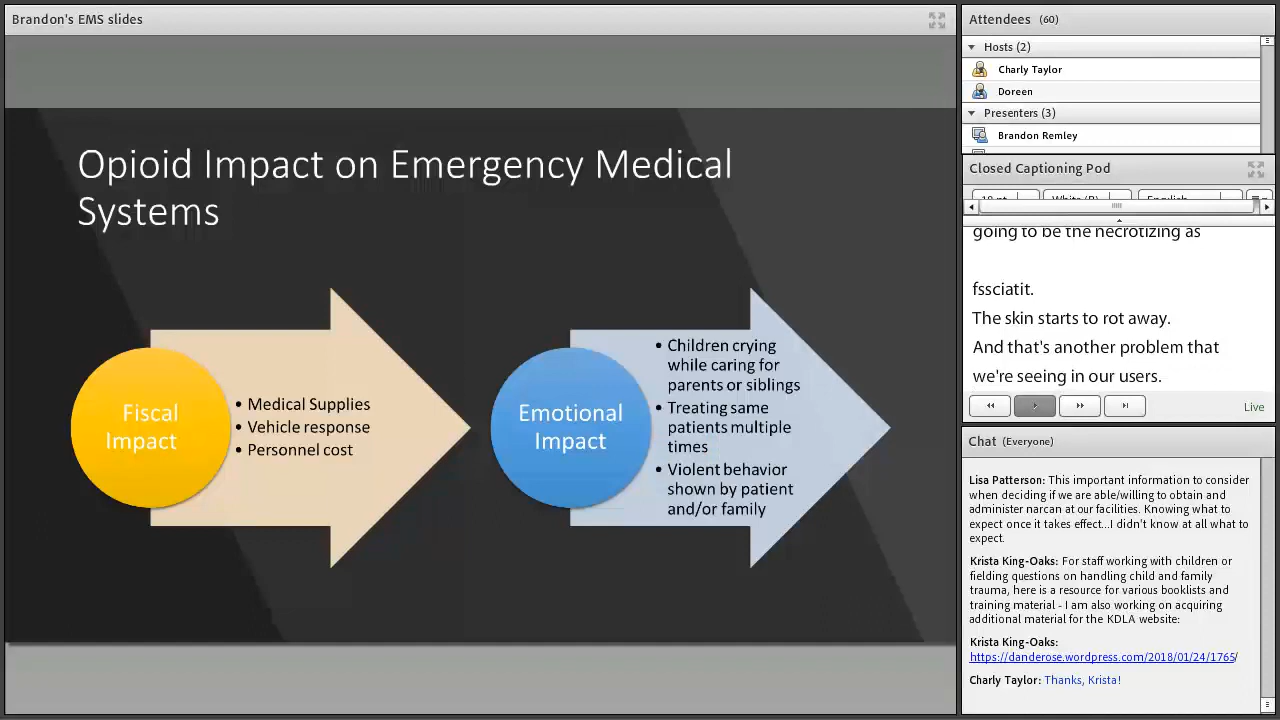 Brandon's EMS slides
Opioid Impact on Emergency Medical
Systems
Fiscal
Impact
• Medical Supplies
• Vehicle response
• Personnel cost
Emotional
Impact
• Children crying
while caring for
parents or siblings
• Treating same
patients multiple
times
• Violent behavior
shown by patient
and/or family
Attendees (60)
Hosts (2)
Charly Taylor
Doreen
Presenters (3)
Brandon Remley
Closed Captioning Pod
18 pt White (B) English
going to be the necrotizing as
fssciatit.
The skin starts to rot away.
And that's another problem that
we're seeing in our users.
Live
Chat (Everyone)
Lisa Patterson: This important information to consider
when deciding if we are able/willing to obtain and
administer narcan at our facilities. Knowing what to
expect once it takes effect...I didn't know at all what to
expect.
Krista King-Oaks: For staff working with children or
fielding questions on handling child and family
trauma, here is a resource for various booklists and
training material - I am also working on acquiring
additional material for the KDLA website:
Krista King-Oaks:
https://danderose.wordpress.com/2018/01/24/1765/
Charly Taylor: Thanks, Krista!